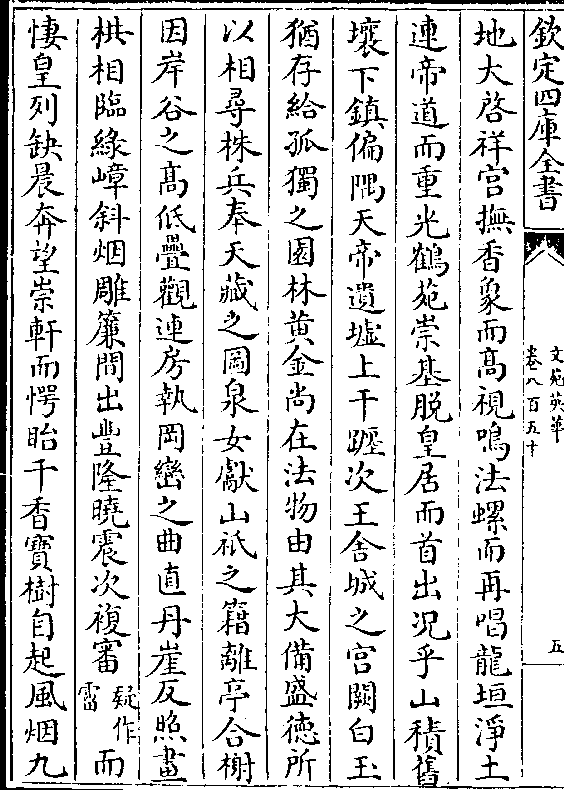 欽定四庫全書
文苑英華
卷八百五十
五
地大啓祥宫撫香象而髙視鳴法螺而再唱龍垣淨土
連帝道而重光鶴苑崇基脱皇居而首出况乎山積舊
壤下鎮偏隅天帝遺墟上干躔次王舍城之宫闕白玉
猶存給孤獨之園林黄金尚在法物由其大備盛徳所
以相尋株兵奉天藏之圖泉女獻山祇之籍離亭合榭
因岸谷之髙低疊觀連房執岡巒之曲直丹崖反照畫
栱相臨緑嶂斜烟雕簾間出豊隆曉震次複審疑作霤而
悽皇列缺晨奔望崇軒而愕眙千香寶樹自起風烟九